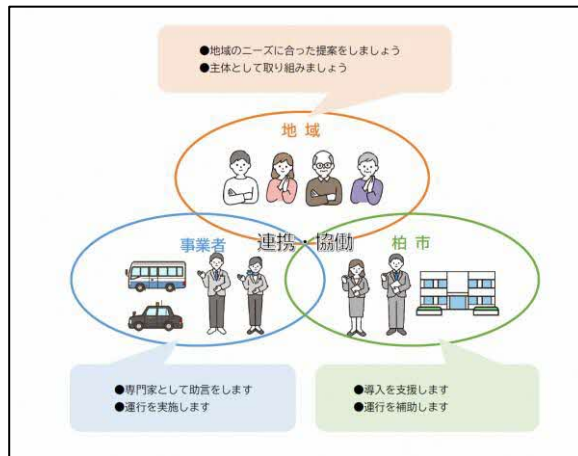 ●地域のニーズに合った提案をしましょう
●主体として取り組みましょう
地域
事業者
連携・協働
柏市
●専門家として助言をします
●運行を実施します
●導入を支援します
●運行を補助します